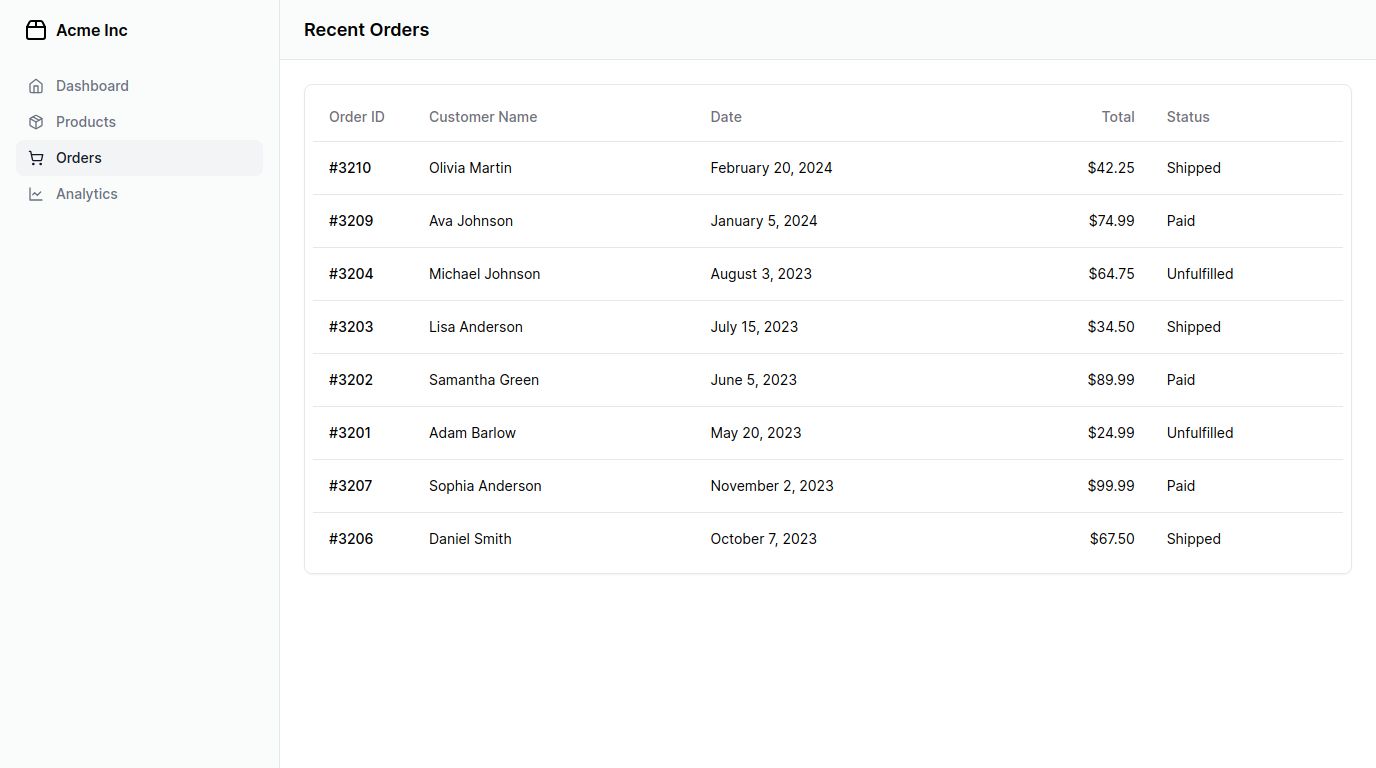 Acme Inc
Dashboard
Products
Orders
Analytics
Recent Orders
Order ID Customer Name Date Total Status
#3210 Olivia Martin February 20, 2024 $42.25 Shipped
#3209 Ava Johnson January 5, 2024 $74.99 Paid
#3204 Michael Johnson August 3, 2023 $64.75 Unfulfilled
#3203 Lisa Anderson July 15, 2023 $34.50 Shipped
#3202 Samantha Green June 5, 2023 $89.99 Paid
#3201 Adam Barlow May 20, 2023 $24.99 Unfulfilled
#3207 Sophia Anderson November 2, 2023 $99.99 Paid
#3206 Daniel Smith October 7, 2023 $67.50 Shipped